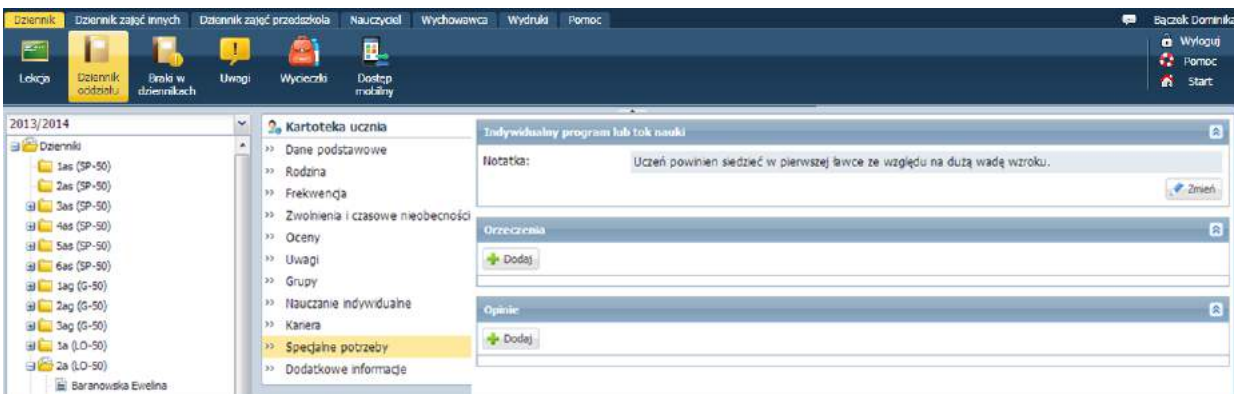 Dziennik Dziennik zajęć innych Dziennik zajęć przedszkola Nauczyciel Wychowawca Wydruki Pomoc Bączek Dominika
Wyloguj
Pomoc
Start
Lekcja Dziennik oddziału Braki w dziennikach Uwagi Wycieczki Dostęp mobilny
2013/2014
Dzienniki
1as (SP-50)
2as (SP-50)
3as (SP-50)
4as (SP-50)
5as (SP-50)
6as (SP-50)
1ag (G-50)
2ag (G-50)
3ag (G-50)
1a (LO-50)
2a (LO-50)
Baranowska Ewelina
Kartoteka ucznia
Dane podstawowe
Rodzina
Frekwencja
Zwolnienia i czasowe nieobecności
Oceny
Uwagi
Grupy
Nauczanie indywidualne
Kariera
Specjalne potrzeby
Dodatkowe informacje
Indywidualny program lub tok nauki
Notatka: Uczeń powinien siedzieć w pierwszej ławce ze względu na dużą wadę wzroku.
Zmień
Orzeczenia
Dodaj
Opinie
Dodaj